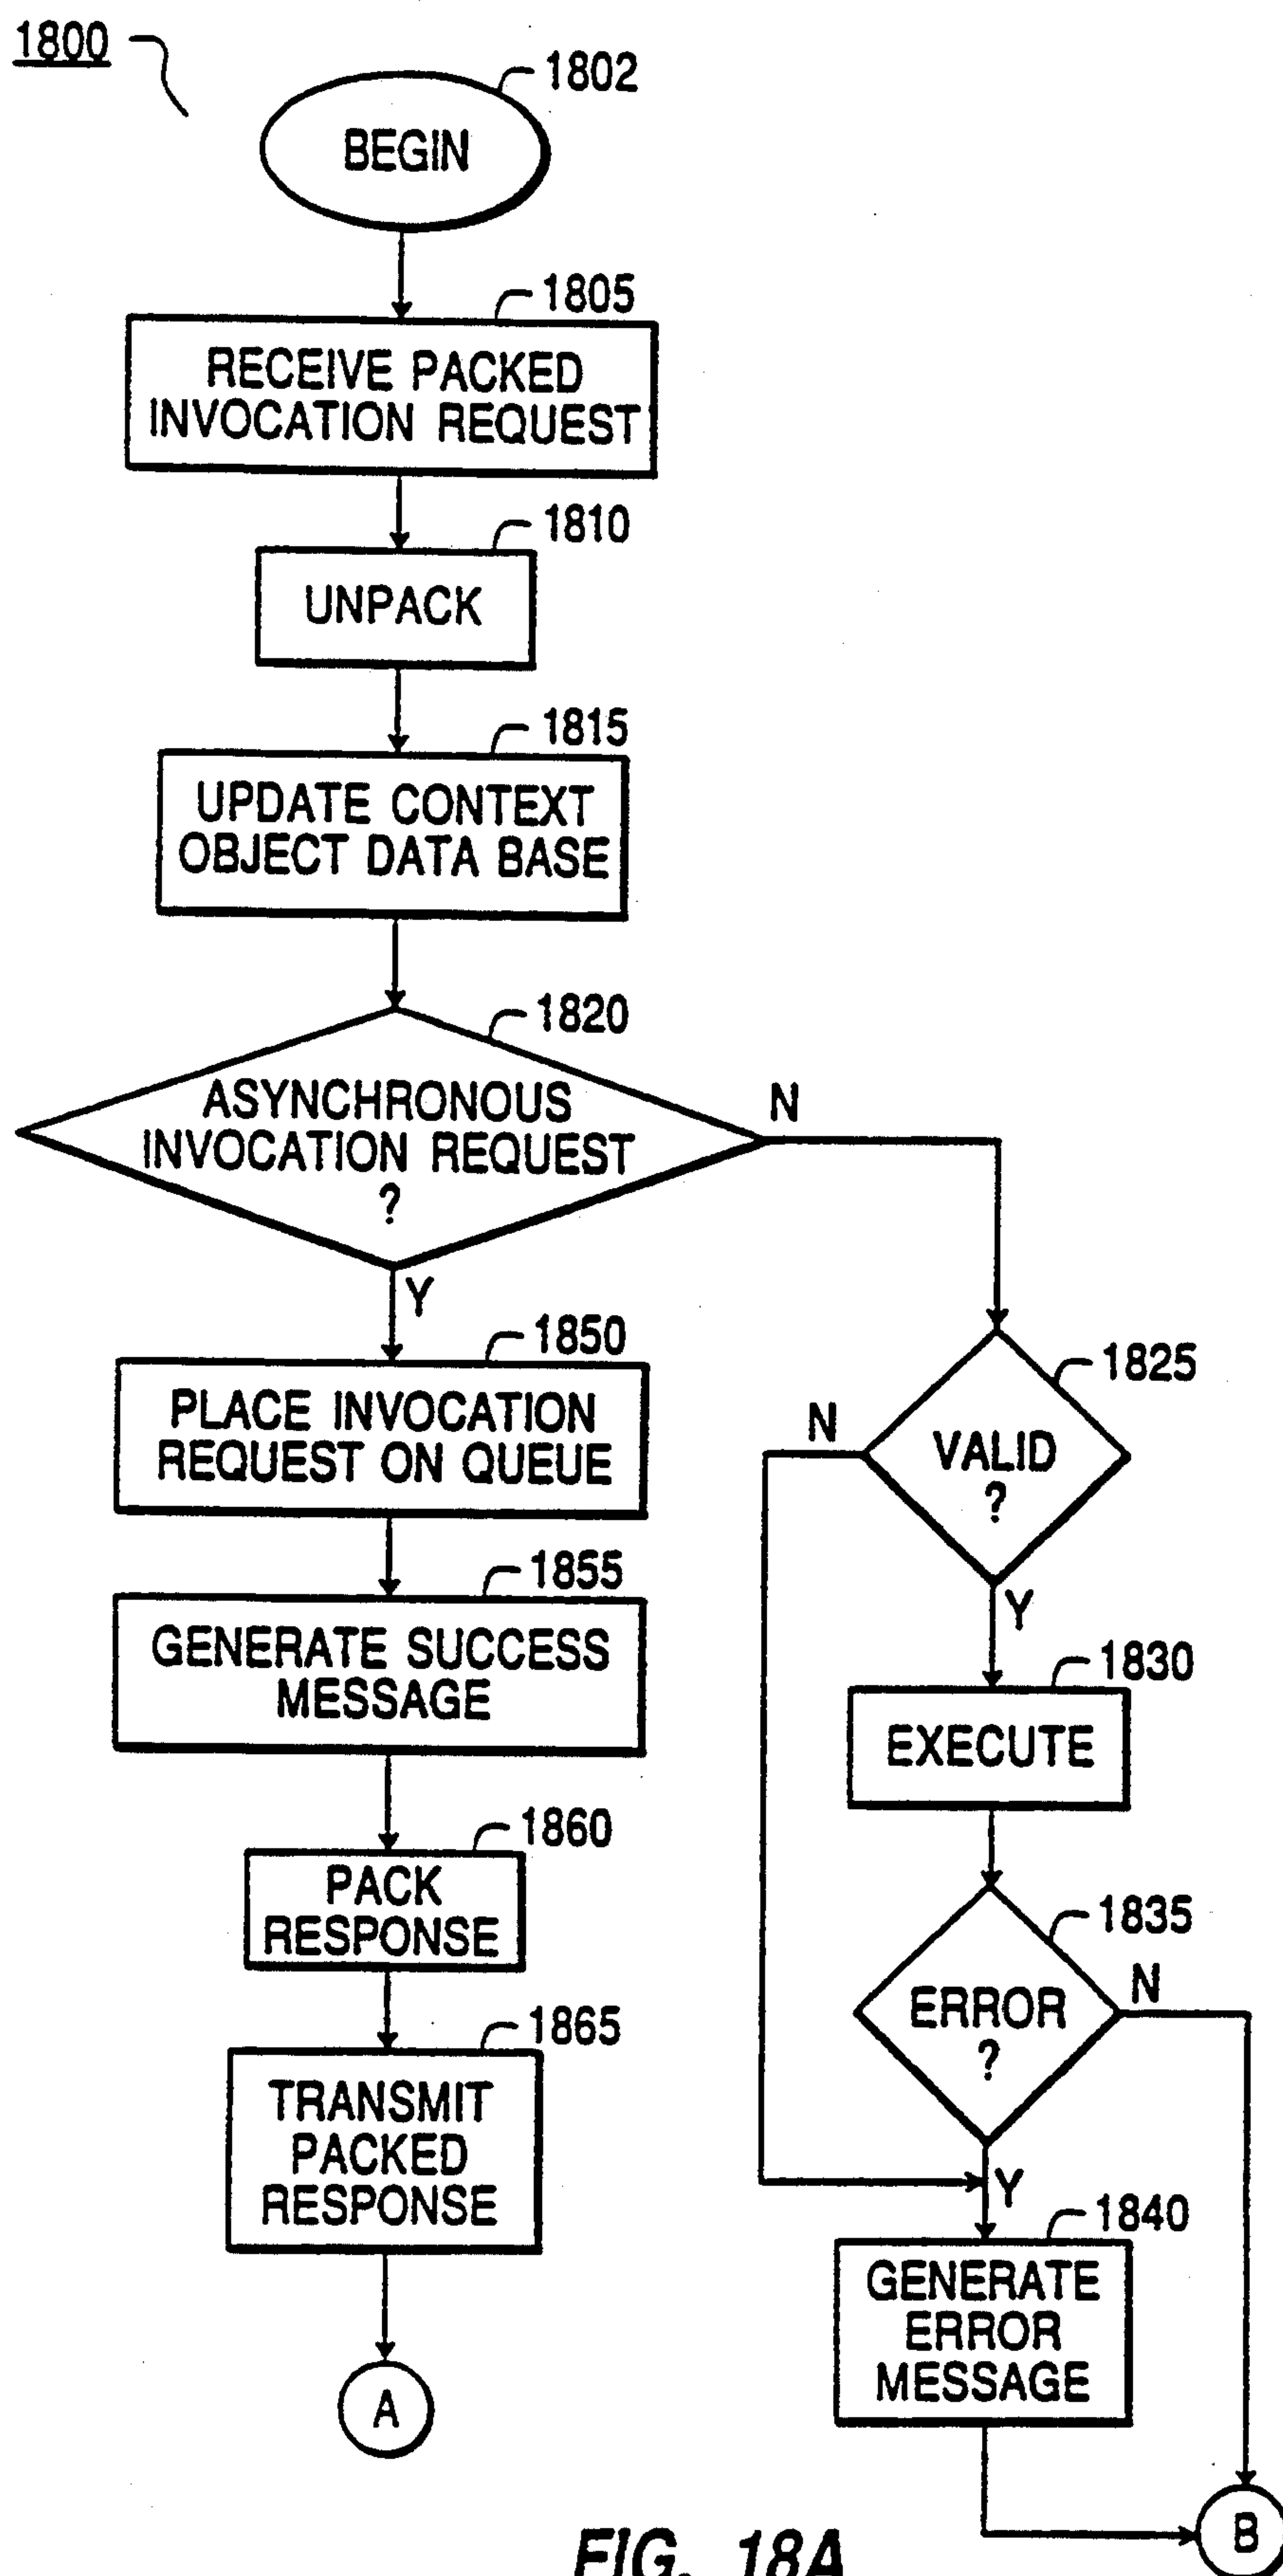 1800
1802
BEGIN
1805
RECEIVE PACKED
INVOCATION REQUEST
1810
UNPACK
1815
UPDATE CONTEXT
OBJECT DATA BASE
1820
ASYNCHRONOUS
INVOCATION REQUEST
?
N
Y
1850
PLACE INVOCATION
REQUEST ON QUEUE
1855
GENERATE SUCCESS
MESSAGE
1860
PACK
RESPONSE
1865
TRANSMIT
PACKED
RESPONSE
A
1825
VALID
?
N
Y
1830
EXECUTE
1835
ERROR
?
N
Y
1840
GENERATE
ERROR
MESSAGE
B
FIG. 18A